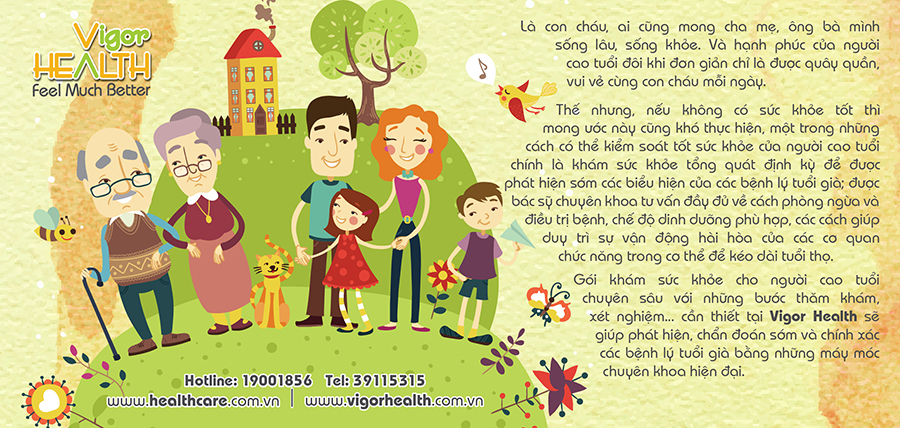 Vigor
HEALTH
Feel Much Better
Là con cháu, ai cũng mong cha mẹ, ông bà mình
sống lâu, sống khỏe. Và hạnh phúc của người
cao tuổi đôi khi đơn giản chỉ là được quây quần,
vui vẻ cùng con cháu mỗi ngày.
Thế nhưng, nếu không có sức khỏe tốt thì
mong ước này cũng khó thực hiện, một trong những
cách có thể kiểm soát tốt sức khỏe của người cao tuổi
chính là khám sức khỏe tổng quát định kỳ để được
phát hiện sớm các biểu hiện của các bệnh lý tuổi già; được
bác sỹ chuyên khoa tư vấn đầy đủ về cách phòng ngừa và
điều trị bệnh, chế độ dinh dưỡng phù hợp, các cách giúp
duy trì sự vận động hài hòa của các cơ quan
chức năng trong cơ thể để kéo dài tuổi thọ.
Gói khám sức khỏe cho người cao tuổi
chuyên sâu với những bước thăm khám,
xét nghiệm... cần thiết tại Vigor Health sẽ
giúp phát hiện, chẩn đoán sớm và chính xác
các bệnh lý tuổi già bằng những máy móc
chuyên khoa hiện đại.
Hotline: 19001856 Tel: 39115315
www.healthcare.com.vn | www.vigorhealth.com.vn